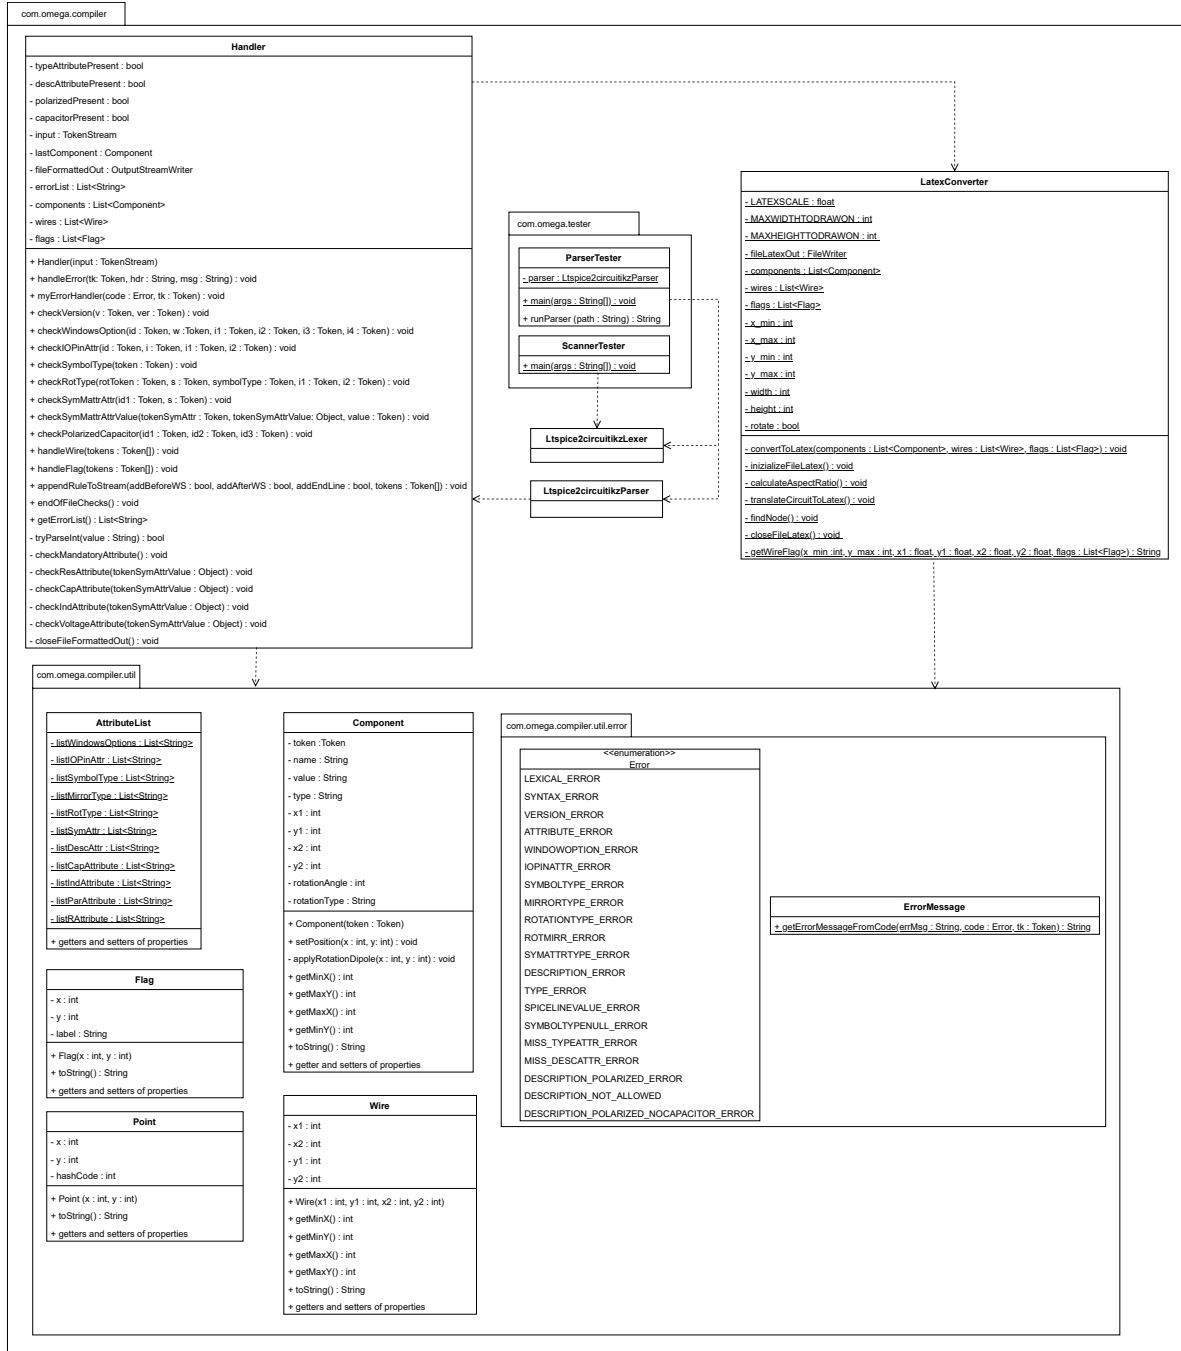 com.omega.compiler
Handler
- typeAttributePresent : bool
- descAttributePresent : bool
- polarizedPresent : bool
- capacitorPresent : bool
- input : TokenStream
- lastComponent : Component
- fileFormattedOut : OutputStreamWriter
- errorList : List<String>
- components : List<Component>
- wires : List<Wire>
- flags : List<Flag>
+ Handler(input : TokenStream)
+ handleError(tk: Token, hdr : String, msg : String) : void
+ myErrorHandler(code : Error, tk : Token) : void
+ checkVersion(v : Token, ver : Token) : void
+ checkWindowsOption(id : Token, w :Token, i1 : Token, i2 : Token, i3 : Token, i4 : Token) : void
+ checkIOPinAttr(id : Token, i : Token, i1 : Token, i2 : Token) : void
+ checkSymbolType(token : Token) : void
+ checkRotType(rotToken : Token, s : Token, symbolType : Token, i1 : Token, i2 : Token) : void
+ checkSymMattrAttr(id1 : Token, s : Token) : void
+ checkSymMattrAttrValue(tokenSymAttr : Token, tokenSymAttrValue: Object, value : Token) : void
+ checkPolarizedCapacitor(id1 : Token, id2 : Token, id3 : Token) : void
+ handleWire(tokens : Token[]) : void
+ handleFlag(tokens : Token[]) : void
+ appendRuleToStream(addBeforeWS : bool, addAfterWS : bool, addEndLine : bool, tokens : Token[]) : void
+ endOfFileChecks() : void
+ getErrorList() : List<String>
- tryParseInt(value : String) : bool
- checkMandatoryAttribute() : void
- checkResAttribute(tokenSymAttrValue : Object) : void
- checkCapAttribute(tokenSymAttrValue : Object) : void
- checkIndAttribute(tokenSymAttrValue : Object) : void
- checkVoltageAttribute(tokenSymAttrValue : Object) : void
- closeFileFormattedOut() : void
com.omega.tester
ParserTester
- parser : Ltspice2circuitikzParser
+ main(args : String[]) : void
+ runParser (path : String) : String
ScannerTester
+ main(args : String[]) : void
Ltspice2circuitikzLexer
Ltspice2circuitikzParser
LatexConverter
- LATEXSCALE : float
- MAXWIDTHTODRAWON : int
- MAXHEIGHTTODRAWON : int
- fileLatexOut : FileWriter
- components : List<Component>
- wires : List<Wire>
- flags : List<Flag>
- x_min : int
- x_max : int
- y_min : int
- y_max : int
- width : int
- height : int
- rotate : bool
- convertToLatex(components : List<Component>, wires : List<Wire>, flags : List<Flag>) : void
- inizializeFileLatex() : void
- calculateAspectRatio() : void
- translateCircuitToLatex() : void
- findNode() : void
- closeFileLatex() : void
- getWireFlag(x_min :int, y_max : int, x1 : float, y1 : float, x2 : float, y2 : float, flags : List<Flag>) : String
com.omega.compiler.util
AttributeList
- listWindowsOptions : List<String>
- listIOPinAttr : List<String>
- listSymbolType : List<String>
- listMirrorType : List<String>
- listRotType : List<String>
- listSymAttr : List<String>
- listDescAttr : List<String>
- listCapAttribute : List<String>
- listIndAttribute : List<String>
- listParAttribute : List<String>
- listRAttribute : List<String>
+ getters and setters of properties
Flag
- x : int
- y : int
- label : String
+ Flag(x : int, y : int)
+ toString() : String
+ getters and setters of properties
Point
- x : int
- y : int
- hashCode : int
+ Point (x : int, y : int)
+ toString() : String
+ getters and setters of properties
Component
- token :Token
- name : String
- value : String
- type : String
- x1 : int
- y1 : int
- x2 : int
- y2 : int
- rotationAngle : int
- rotationType : String
+ Component(token : Token)
+ setPosition(x : int, y: int) : void
- applyRotationDipole(x : int, y : int) : void
+ getMinX() : int
+ getMaxY() : int
+ getMaxX() : int
+ getMinY() : int
+ toString() : String
+ getter and setters of properties
Wire
- x1 : int
- x2 : int
- y1 : int
- y2 : int
+ Wire(x1 : int, y1 : int, x2 : int, y2 : int)
+ getMinX() : int
+ getMinY() : int
+ getMaxX() : int
+ getMaxY() : int
+ toString() : String
+ getters and setters of properties
com.omega.compiler.util.error
<<enumeration>>
Error
LEXICAL_ERROR
SYNTAX_ERROR
VERSION_ERROR
ATTRIBUTE_ERROR
WINDOWOPTION_ERROR
IOPINATTR_ERROR
SYMBOLTYPE_ERROR
MIRRORTYPE_ERROR
ROTATIONTYPE_ERROR
ROTMIRR_ERROR
SYMATTRTYPE_ERROR
DESCRIPTION_ERROR
TYPE_ERROR
SPICELINEVALUE_ERROR
SYMBOLTYPENULL_ERROR
MISS_TYPEATTR_ERROR
MISS_DESCATTR_ERROR
DESCRIPTION_POLARIZED_ERROR
DESCRIPTION_NOT_ALLOWED
DESCRIPTION_POLARIZED_NOCAPACITOR_ERROR
ErrorMessage
+ getErrorMessageFromCode(errMsg : String, code : Error, tk : Token) : String